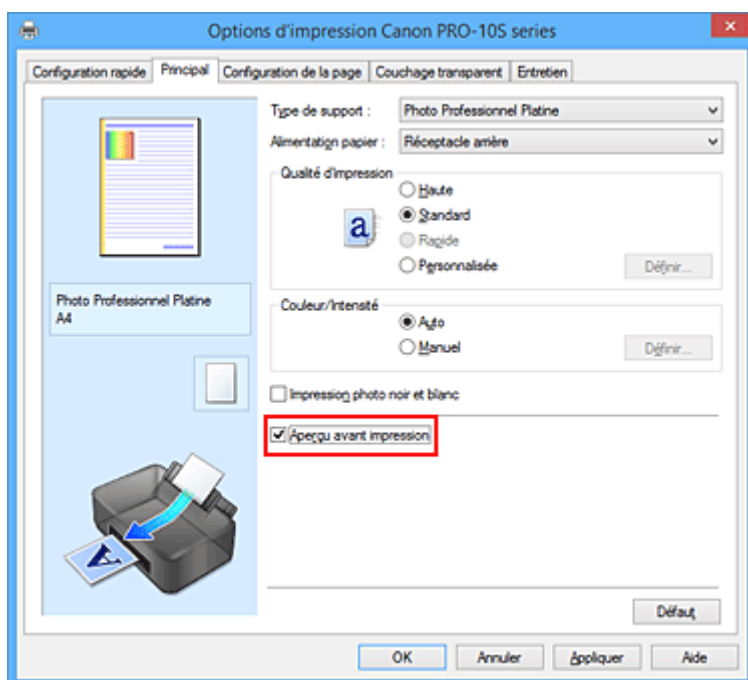 Options d'impression Canon PRO-10S series
Configuration rapide Principal Configuration de la page Couchage transparent Entretien
Type de support : Photo Professionnel Platine
Alimentation papier : Réceptacle arrière
Qualité d'impression
Haute
a
Standard
Rapide
Personnalisée Définir...
Photo Professionnel Platine
A4
Couleur/Intensité
Auto
Manuel Définir...
Impression photo noir et blanc
Aperçu avant impression
A
Défaut
OK Annuler Appliquer Aide